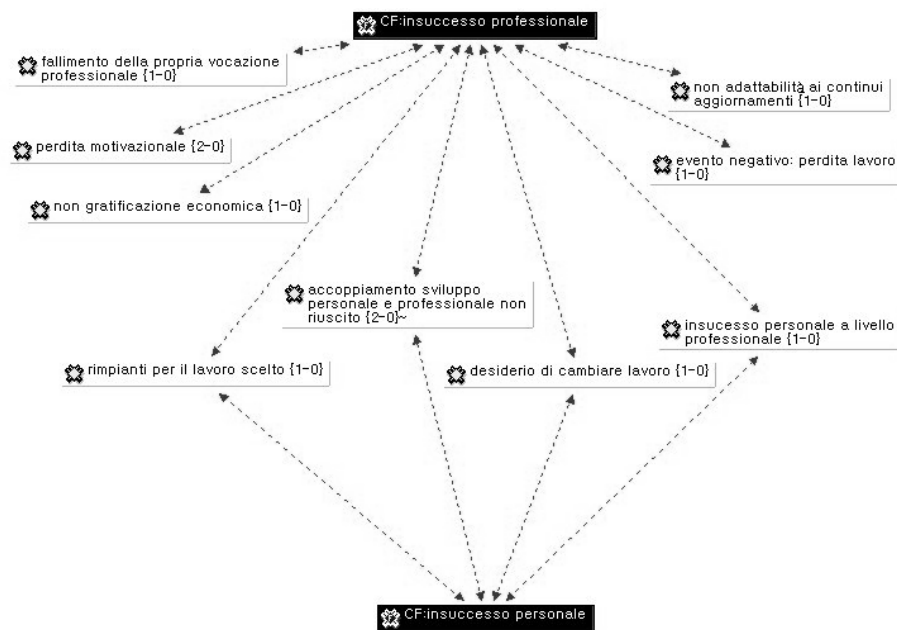 CF:insuccesso professionale
fallimento della propria vocazione
professionale {1-0}
non adattabilità ai continui
aggiornamenti {1-0}
perdita motivazionale {2-0}
evento negativo: perdita lavoro
{1-0}
non gratificazione economica {1-0}
accoppiamento sviluppo
personale e professionale non
riuscito {2-0}~
insucesso personale a livello
professionale {1-0}
rimpianti per il lavoro scelto {1-0}
desiderio di cambiare lavoro {1-0}
CF:insuccesso personale